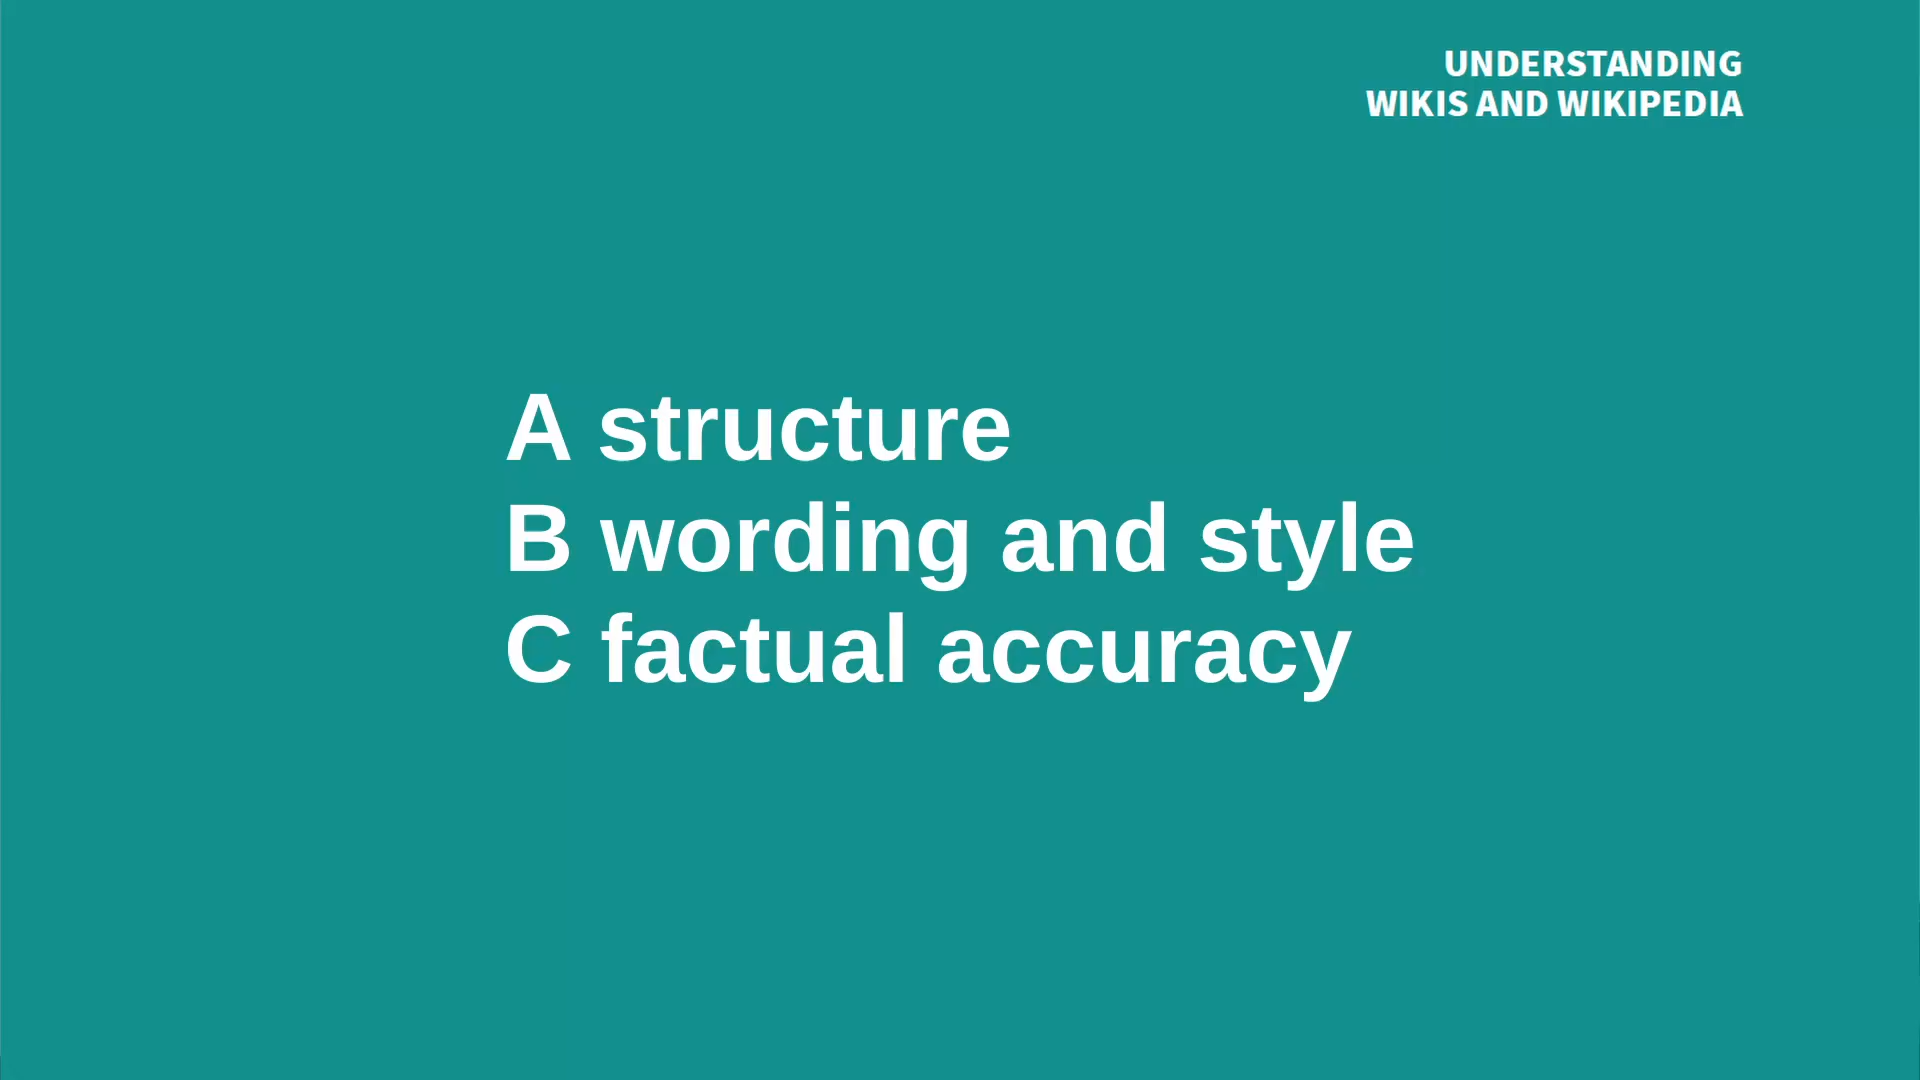 UNDERSTANDING
WIKIS AND WIKIPEDIA
A structure
B wording and style
C factual accuracy